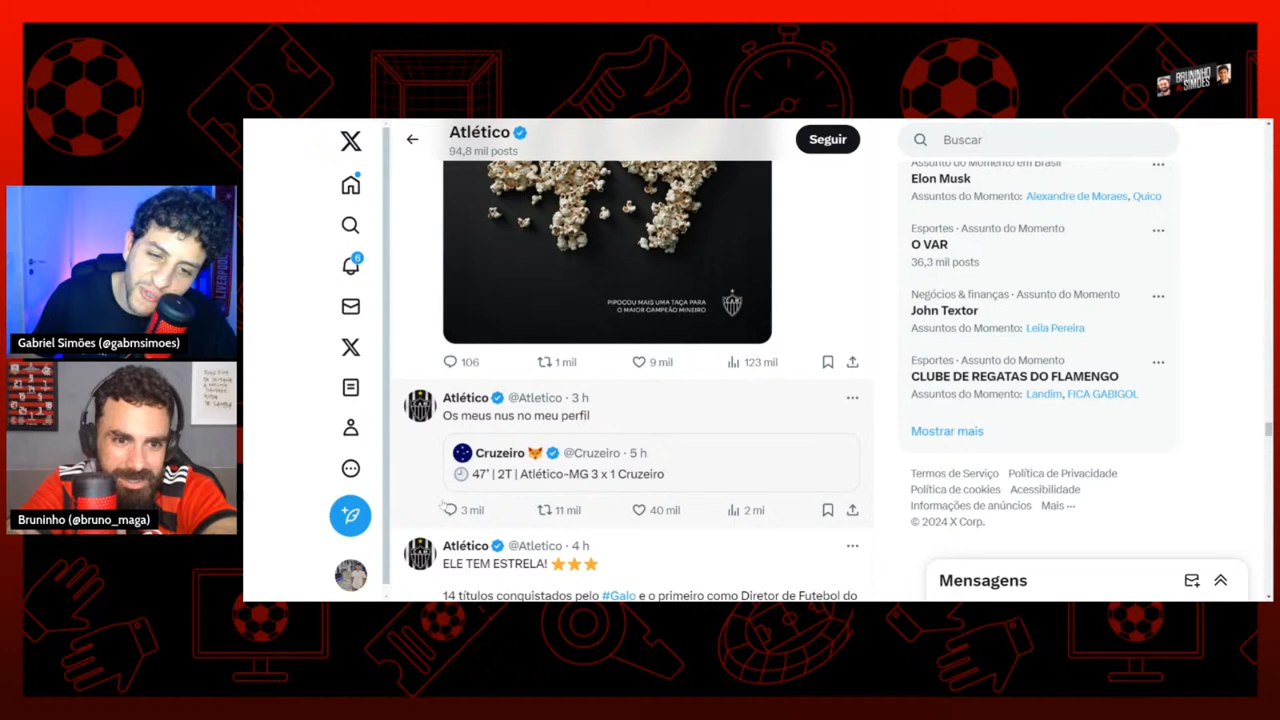 BRUNINHO
SIMÕES
Atlético
94,8 mil posts
Seguir
Buscar
PIPOCOU MAIS UMA TAÇA PARA
O MAIOR CAMPEÃO MINEIRO
106 1 mil 9 mil 123 mil
Atlético @Atletico · 3 h
Os meus nus no meu perfil
Cruzeiro @Cruzeiro · 5 h
47' | 2T | Atlético-MG 3 x 1 Cruzeiro
3 mil 11 mil 40 mil 2 mi
Atlético @Atletico · 4 h
ELE TEM ESTRELA!
14 títulos conquistados pelo #Galo e o primeiro como Diretor de Futebol do
6
Assunto do Momento em Brasil
Elon Musk
Assuntos do Momento: Alexandre de Moraes, Quico
Esportes · Assunto do Momento
O VAR
36,3 mil posts
Negócios & finanças · Assunto do Momento
John Textor
Assuntos do Momento: Leila Pereira
Esportes · Assunto do Momento
CLUBE DE REGATAS DO FLAMENGO
Assuntos do Momento: Landim, FICA GABIGOL
Mostrar mais
Termos de Serviço Política de Privacidade
Política de cookies Acessibilidade
Informações de anúncios Mais ···
© 2024 X Corp.
Mensagens
LIVERPOOL
Gabriel Simões (@gabmsimoes)
Bruninho (@bruno_maga)